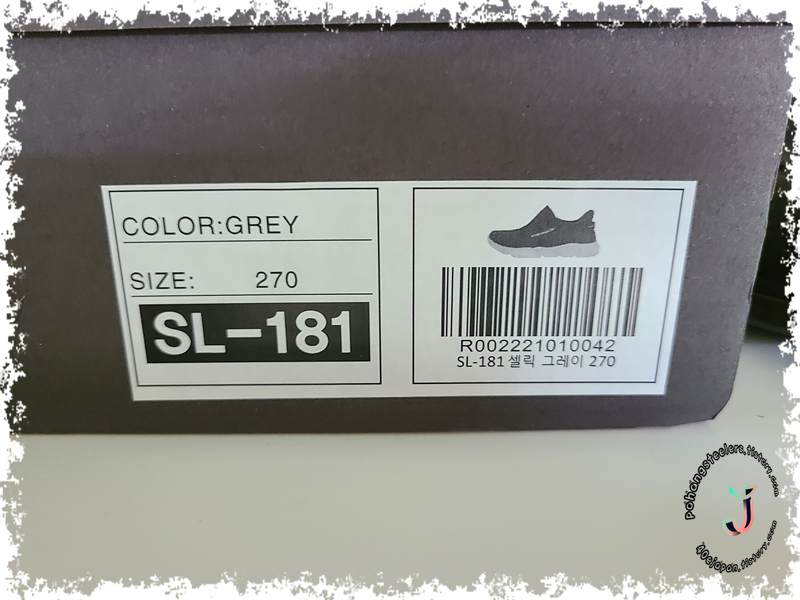 COLOR:GREY
SIZE: 270
SL-181
R002221010042
SL-181 셀릭 그레이 270
pohangsteelers.tistory.com
J
40sjapan.tistory.com